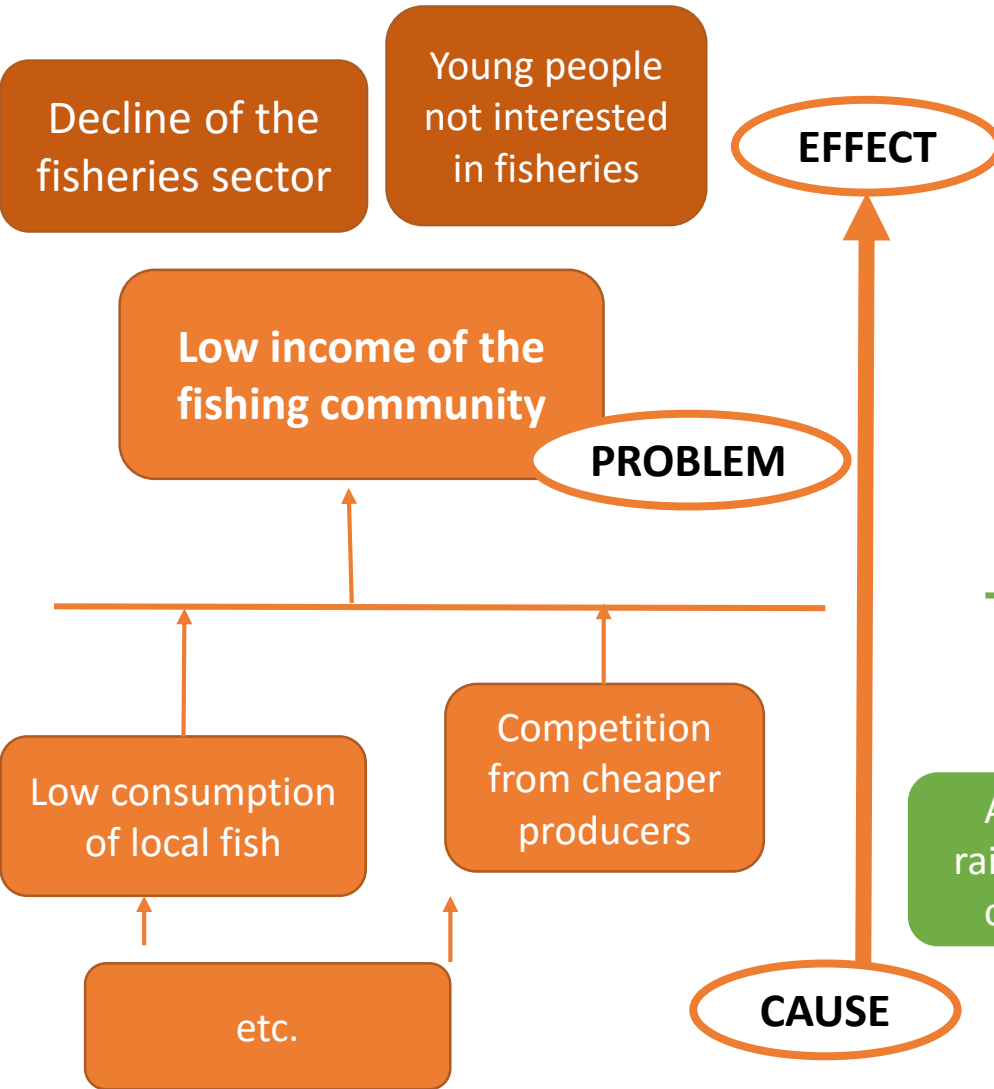 Decline of the
fisheries sector
Young people
not interested
in fisheries
EFFECT
Low income of the
fishing community
PROBLEM
Low consumption
of local fish
Competition
from cheaper
producers
etc.
CAUSE